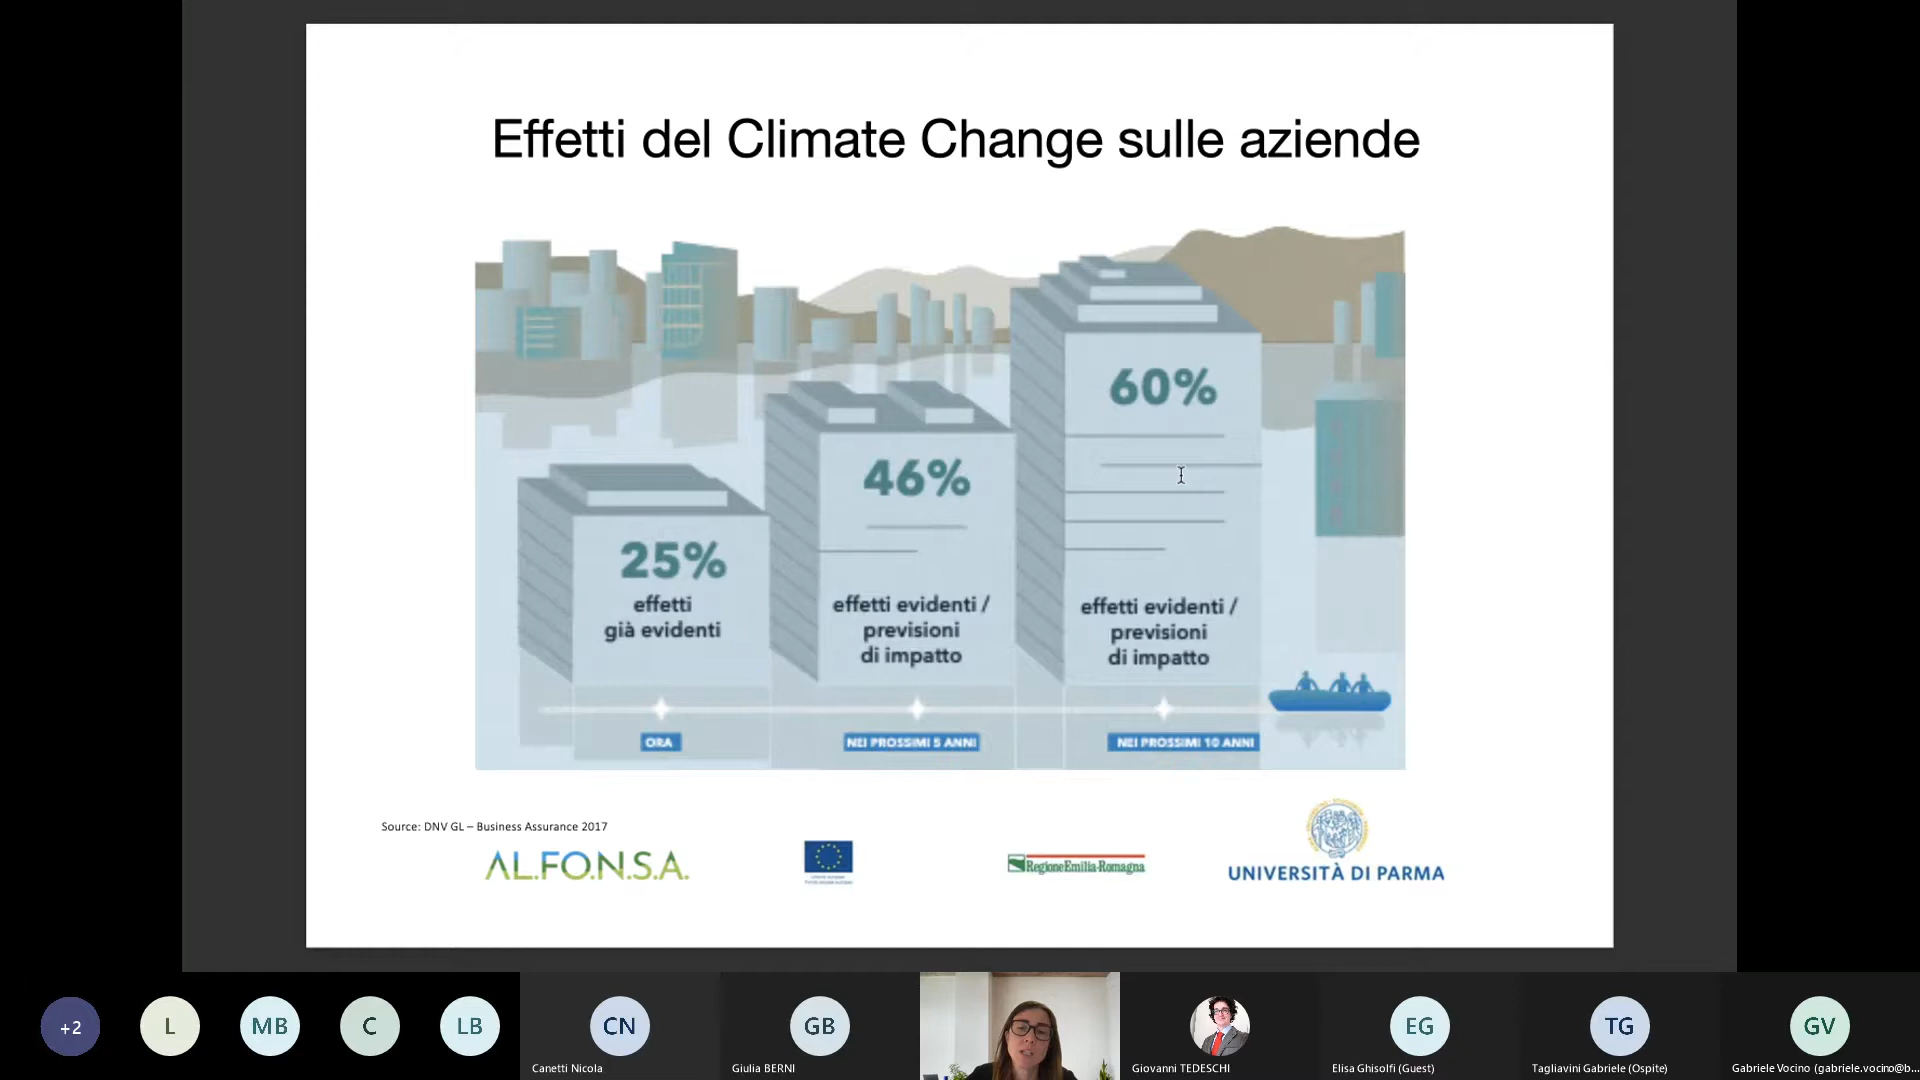 Effetti del Climate Change sulle aziende
60%
46%
25%
effetti
già evidenti
effetti evidenti /
previsioni
di impatto
effetti evidenti /
previsioni
di impatto
ORA
NEI PROSSIMI 5 ANNI
NEI PROSSIMI 10 ANNI
Source: DNV GL – Business Assurance 2017
AL.FO.N.S.A.
RegioneEmilia-Romagna
UNIVERSITÀ DI PARMA
+2
L
MB
C
LB
CN
GB
EG
TG
GV
Canetti Nicola
Giulia BERNI
Giovanni TEDESCHI
Elisa Ghisolfi (Guest)
Tagliavini Gabriele (Ospite)
Gabriele Vocino (gabriele.vocino@b...